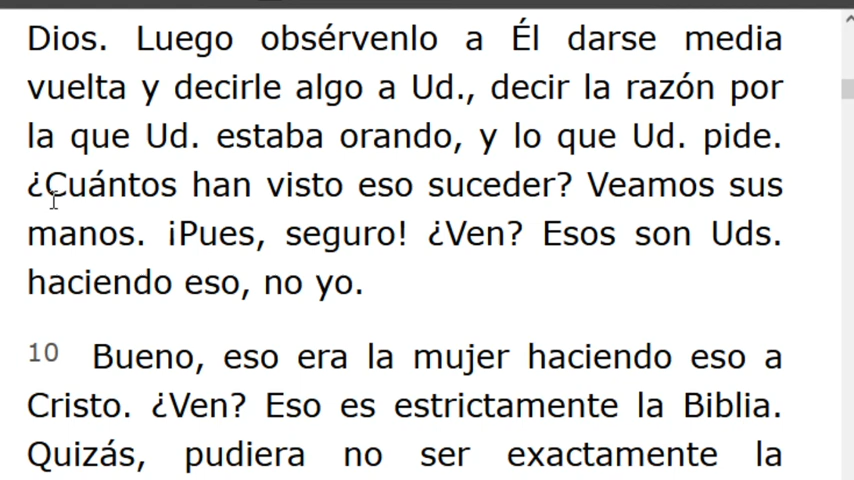 Dios. Luego obsérvenlo a Él darse media
vuelta y decirle algo a Ud., decir la razón por
la que Ud. estaba orando, y lo que Ud. pide.
¿Cuántos han visto eso suceder? Veamos sus
manos. ¡Pues, seguro! ¿Ven? Esos son Uds.
haciendo eso, no yo.
10 Bueno, eso era la mujer haciendo eso a
Cristo. ¿Ven? Eso es estrictamente la Biblia.
Quizás, pudiera no ser exactamente la